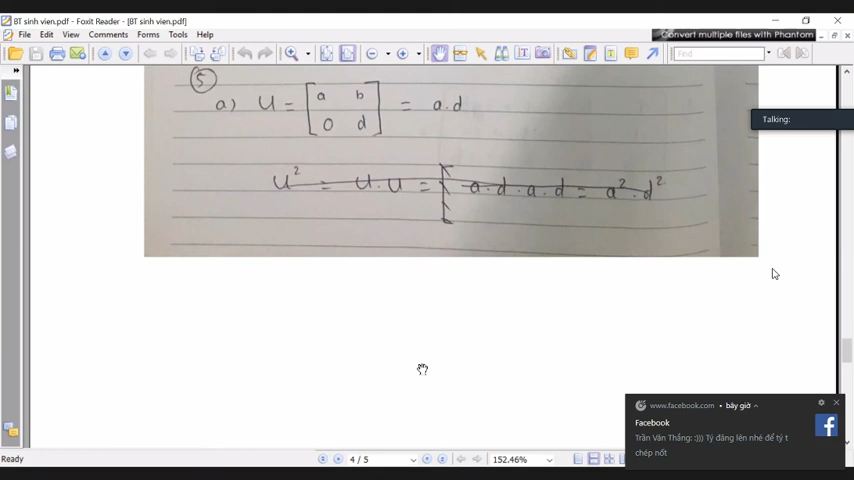 BT sinh vien.pdf - Foxit Reader - [BT sinh vien.pdf]
File Edit View Comments Forms Tools Help
Convert multiple files with Phantom
Find
5
a) U = [ a b
0 d ] = a.d
U² = U.U = [ a.d.a.d = a².d²
Talking:
www.facebook.com • bây giờ
Facebook
Trần Văn Thắng: :))) Tý đăng lên nhé để tý t
chép nốt
Ready
4 / 5
152.46%